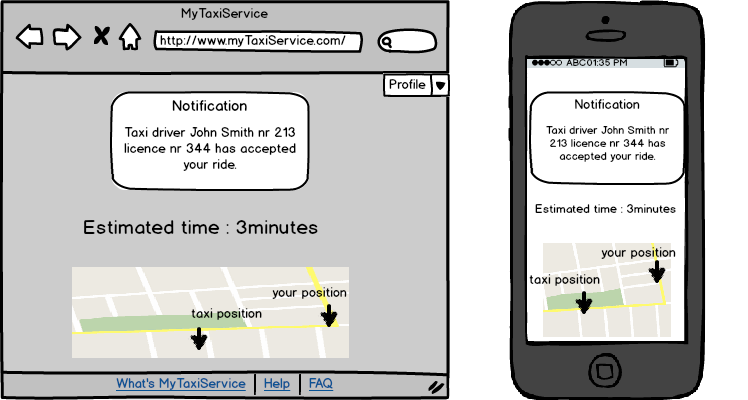 MyTaxiService
http://www.myTaxiService.com/
Profile
Notification
Taxi driver John Smith nr 213
licence nr 344 has accepted
your ride.
Estimated time : 3minutes
your position
taxi position
What's MyTaxiService
Help
FAQ
ABC01:35 PM
Notification
Taxi driver John Smith nr
213 licence nr 344 has
accepted your ride.
Estimated time : 3minutes
your position
taxi position